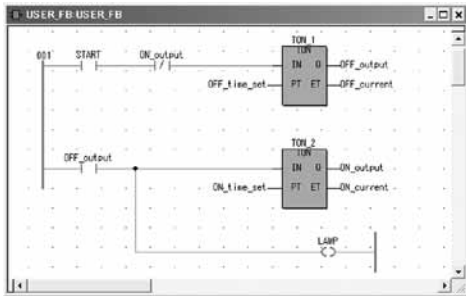 USER_FB:USER_FB
TON_1
001 START ON_output TON
IN Q OFF_output
OFF_time_set PT ET OFF_current
TON_2
OFF_output TON
IN Q ON_output
ON_time_set PT ET ON_current
LAMP